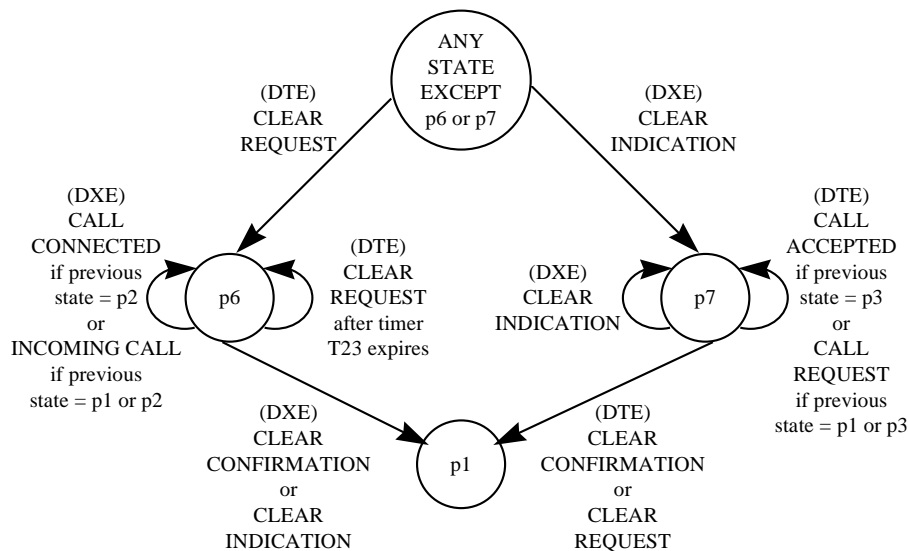 ANY
STATE
EXCEPT
p6 or p7
(DTE)
CLEAR
REQUEST
(DXE)
CLEAR
INDICATION
(DXE)
CALL
CONNECTED
if previous
state = p2
or
INCOMING CALL
if previous
state = p1 or p2
p6
(DTE)
CLEAR
REQUEST
after timer
T23 expires
(DXE)
CLEAR
INDICATION
p7
(DTE)
CALL
ACCEPTED
if previous
state = p3
or
CALL
REQUEST
if previous
state = p1 or p3
(DXE)
CLEAR
CONFIRMATION
or
CLEAR
INDICATION
p1
(DTE)
CLEAR
CONFIRMATION
or
CLEAR
REQUEST